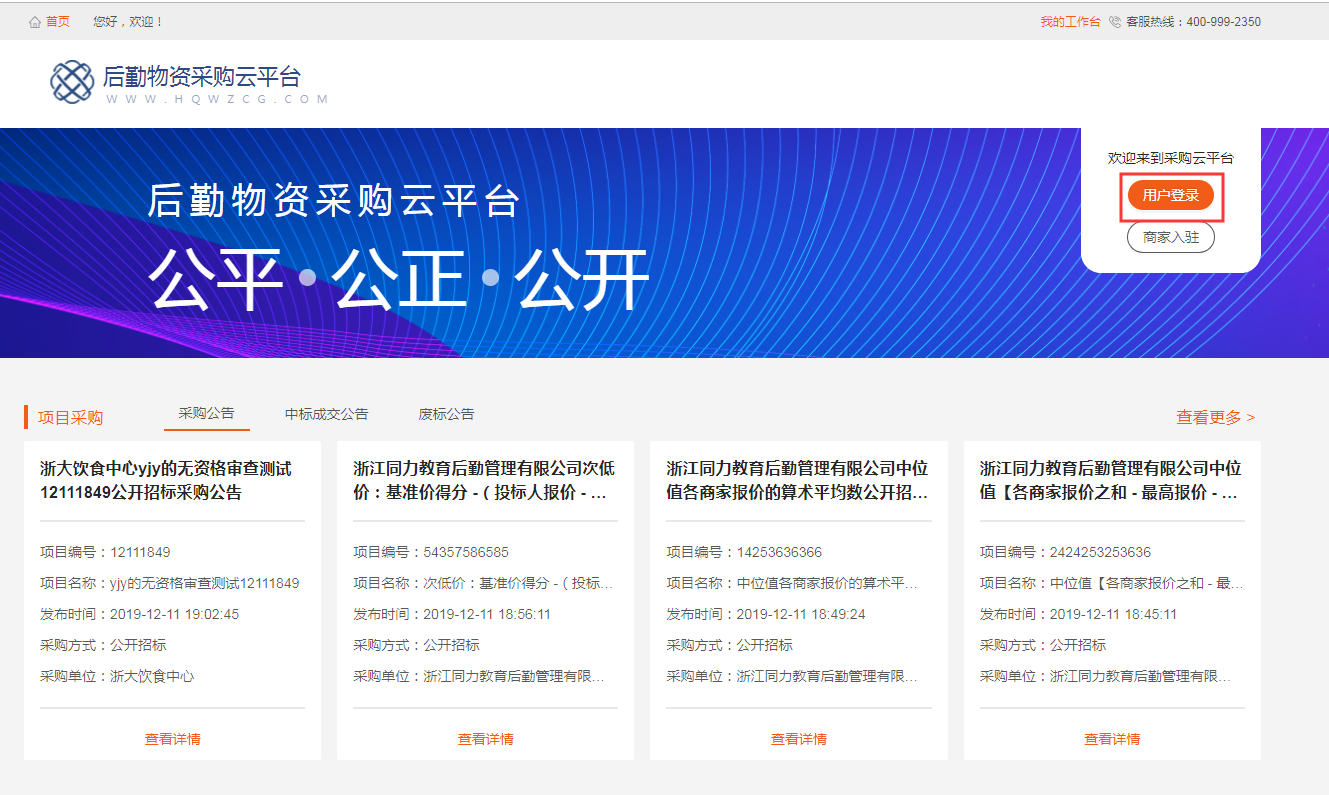 首页 您好，欢迎！ 我的工作台 客服热线：400-999-2350
后勤物资采购云平台
WWW.HQWZCG.COM
欢迎来到采购云平台
用户登录
商家入驻
后勤物资采购云平台
公平·公正·公开
项目采购 采购公告 中标成交公告 废标公告 查看更多 >
浙大饮食中心yjy的无资格审查测试
12111849公开招标采购公告
项目编号：12111849
项目名称：yjy的无资格审查测试12111849
发布时间：2019-12-11 19:02:45
采购方式：公开招标
采购单位：浙大饮食中心
查看详情
浙江同力教育后勤管理有限公司次低
价：基准价得分 -（ 投标人报价 - ...
项目编号：54357586585
项目名称：次低价：基准价得分 -（ 投标...
发布时间：2019-12-11 18:56:11
采购方式：公开招标
采购单位：浙江同力教育后勤管理有限...
查看详情
浙江同力教育后勤管理有限公司中位
值各商家报价的算术平均数公开招...
项目编号：14253636366
项目名称：中位值各商家报价的算术平...
发布时间：2019-12-11 18:49:24
采购方式：公开招标
采购单位：浙江同力教育后勤管理有限...
查看详情
浙江同力教育后勤管理有限公司中位
值【各商家报价之和 - 最高报价 - ...
项目编号：2424253253636
项目名称：中位值【各商家报价之和 - 最...
发布时间：2019-12-11 18:45:11
采购方式：公开招标
采购单位：浙江同力教育后勤管理有限...
查看详情